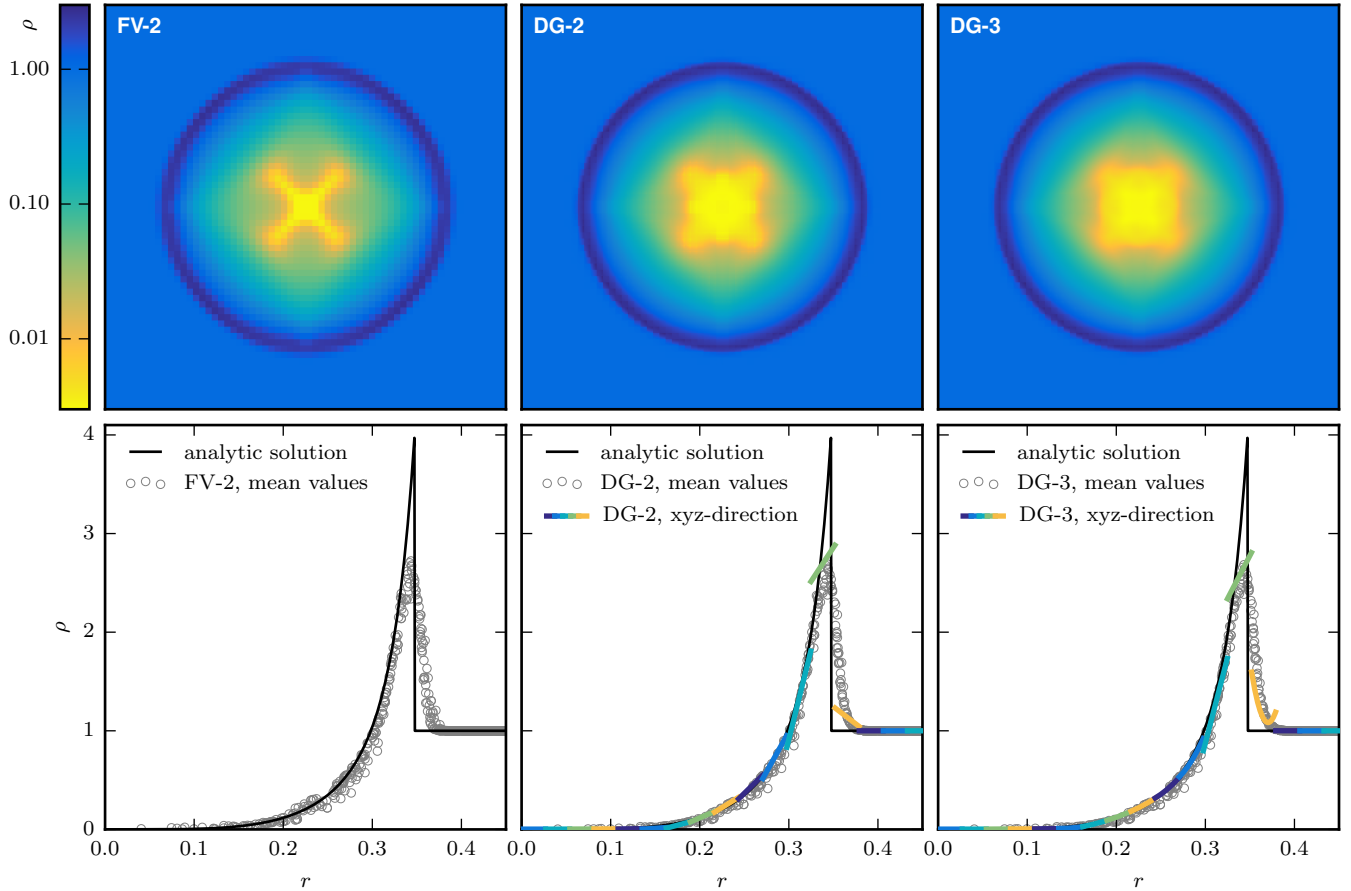 ρ
1.00
0.10
0.01
FV-2
DG-2
DG-3
analytic solution
FV-2, mean values
analytic solution
DG-2, mean values
DG-2, xyz-direction
analytic solution
DG-3, mean values
DG-3, xyz-direction
ρ
4
3
2
1
0
0.0 0.1 0.2 0.3 0.4
0.0 0.1 0.2 0.3 0.4
0.0 0.1 0.2 0.3 0.4
r
r
r